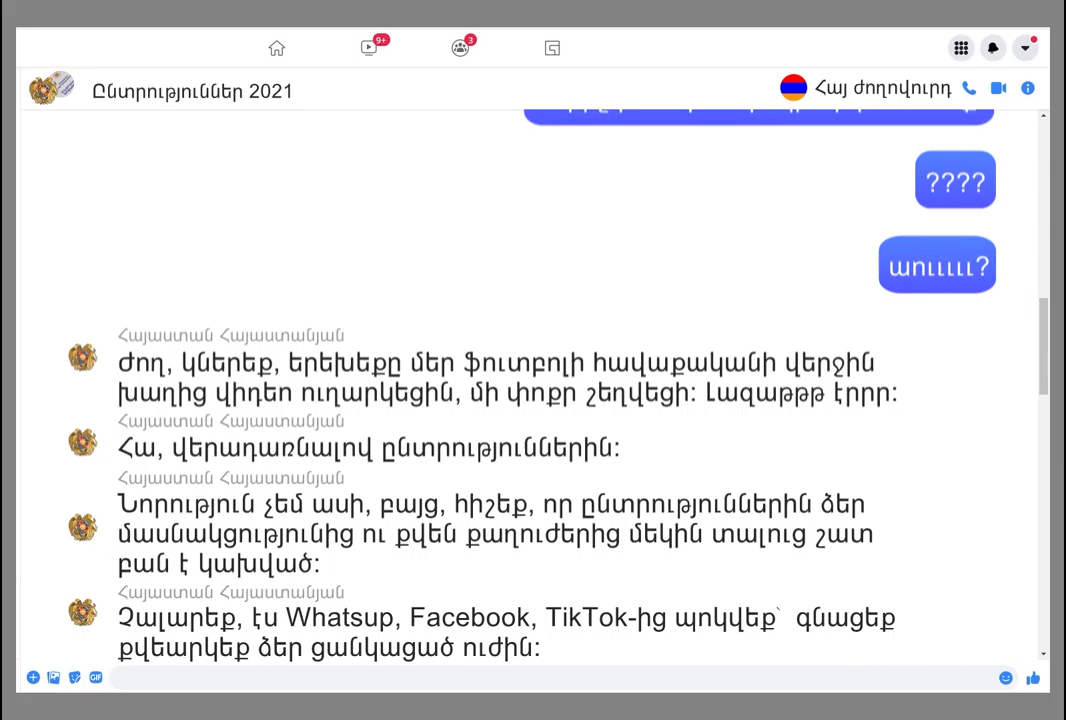 9+
3
Ընտրություններ 2021
Հայ ժողովուրդ
????
աուււււ?
Հայաստան Հայաստանյան
Ժող, կներեք, երեխեքը մեր ֆուտբոլի հավաքականի վերջին
խաղից վիդեո ուղարկեցին, մի փոքր շեղվեցի: Լազաթթթ էրրր:
Հայաստան Հայաստանյան
Հա, վերադառնալով ընտրություններին:
Հայաստան Հայաստանյան
Նորություն չեմ ասի, բայց, հիշեք, որ ընտրություններին ձեր
մասնակցությունից ու քվեն քաղուժերից մեկին տալուց շատ
բան է կախված:
Հայաստան Հայաստանյան
Չալարեք, էս Whatsup, Facebook, TikTok-ից պոկվեք՝ գնացեք
քվեարկեք ձեր ցանկացած ուժին:
GIF